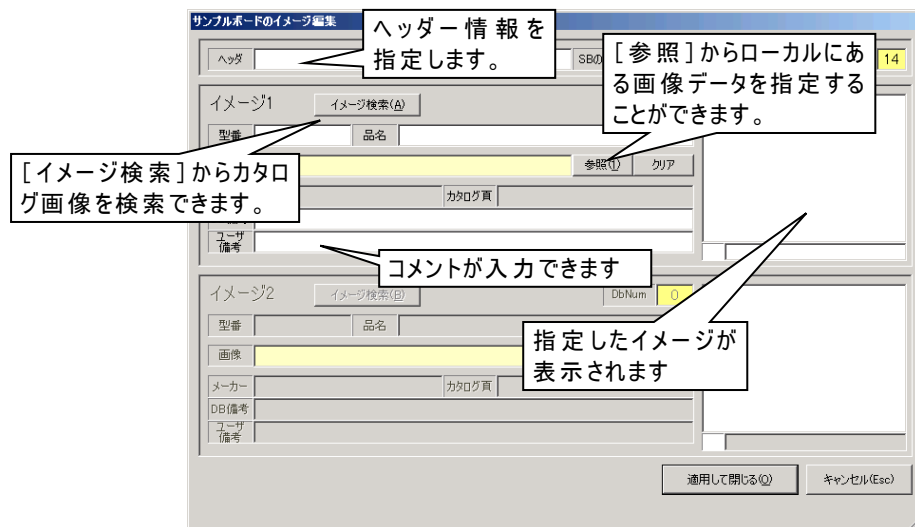 サンプルボードのイメージ編集
ヘッダー情報を
指定します。
[参照]からローカルにあ
る画像データを指定する
ことができます。
ヘッダ
SBの
14
イメージ1
イメージ検索(A)
型番
品名
[イメージ検索]からカタロ
グ画像を検索できます。
参照(1)
クリア
カタログ頁
ユーザ
備考
コメントが入力できます
イメージ2
イメージ検索(B)
DbNum
0
型番
品名
指定したイメージが
表示されます
画像
メーカー
カタログ頁
DB備考
ユーザ
備考
適用して閉じる(O)
キャンセル(Esc)